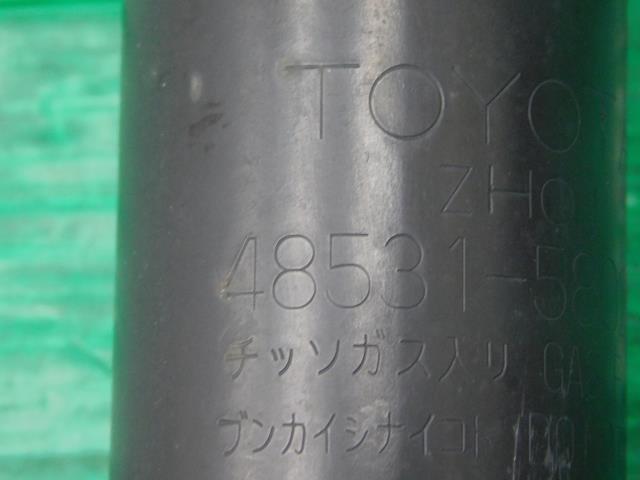 TOYO
ZH
48531-58
チッソガス入り GA
ブンカイシナイコト